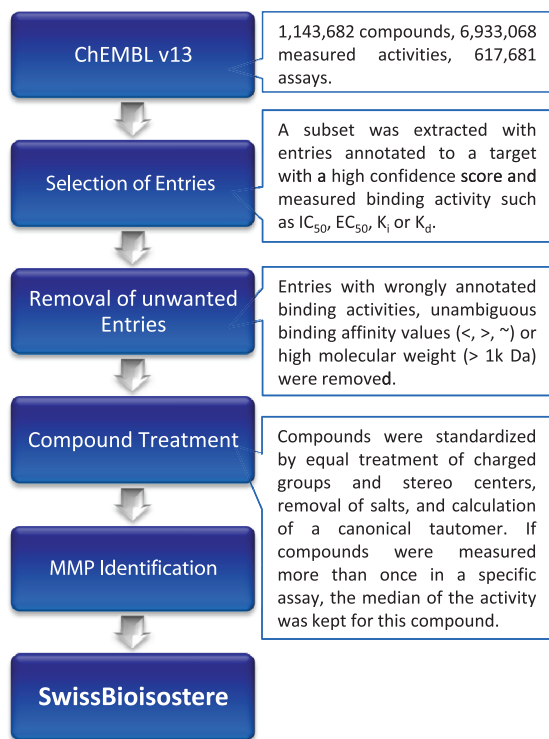 ChEMBL v13
1,143,682 compounds, 6,933,068
measured activities, 617,681
assays.
Selection of Entries
A subset was extracted with
entries annotated to a target
with a high confidence score and
measured binding activity such
as IC₅₀, EC₅₀, Kᵢ or K_d.
Removal of unwanted
Entries
Entries with wrongly annotated
binding activities, unambiguous
binding affinity values (<, >, ~) or
high molecular weight (> 1k Da)
were removed.
Compound Treatment
Compounds were standardized
by equal treatment of charged
groups and stereo centers,
removal of salts, and calculation
of a canonical tautomer. If
compounds were measured
more than once in a specific
assay, the median of the activity
was kept for this compound.
MMP Identification
SwissBioisostere